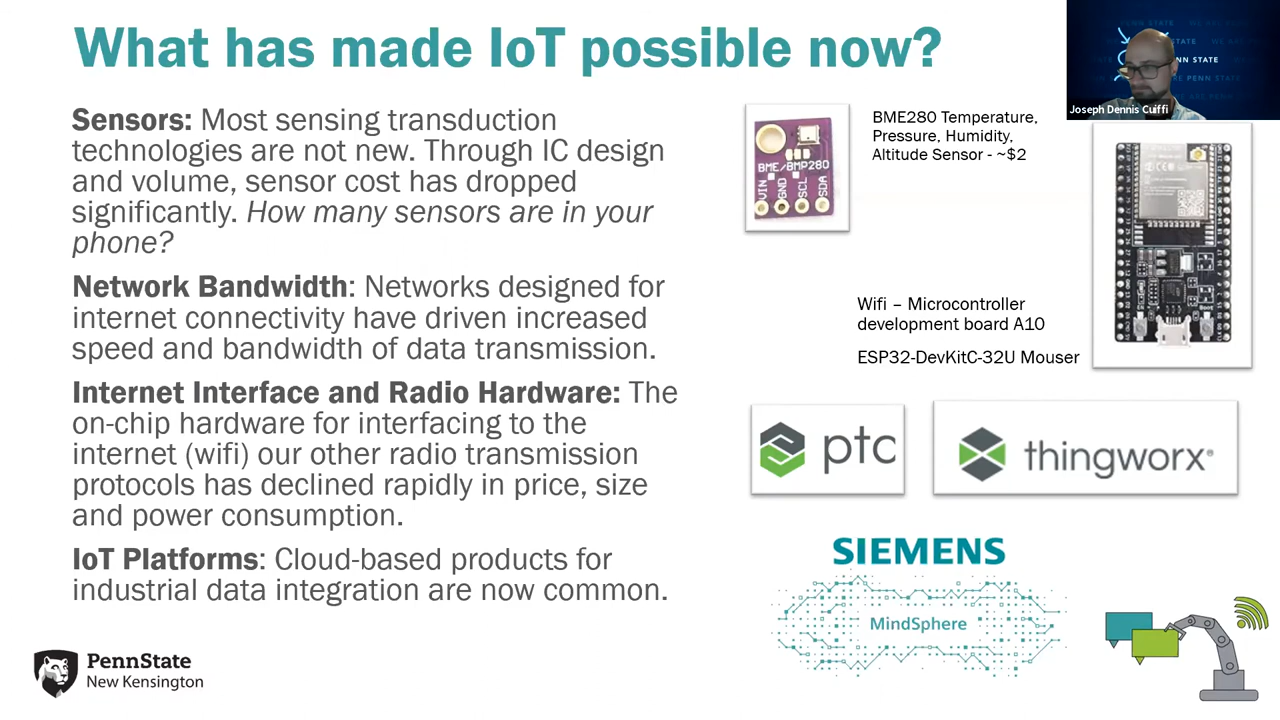 What has made IoT possible now?
Sensors: Most sensing transduction
technologies are not new. Through IC design
and volume, sensor cost has dropped
significantly. How many sensors are in your
phone?
Network Bandwidth: Networks designed for
internet connectivity have driven increased
speed and bandwidth of data transmission.
Internet Interface and Radio Hardware: The
on-chip hardware for interfacing to the
internet (wifi) our other radio transmission
protocols has declined rapidly in price, size
and power consumption.
IoT Platforms: Cloud-based products for
industrial data integration are now common.
PennState
New Kensington
BME/BMP280
VIN GND SCL SDA
BME280 Temperature,
Pressure, Humidity,
Altitude Sensor - ~$2
Wifi – Microcontroller
development board A10
ESP32-DevKitC-32U Mouser
ptc
thingworx®
SIEMENS
MindSphere
PENN STATE
PENN STATE
Joseph Dennis Cuiffi